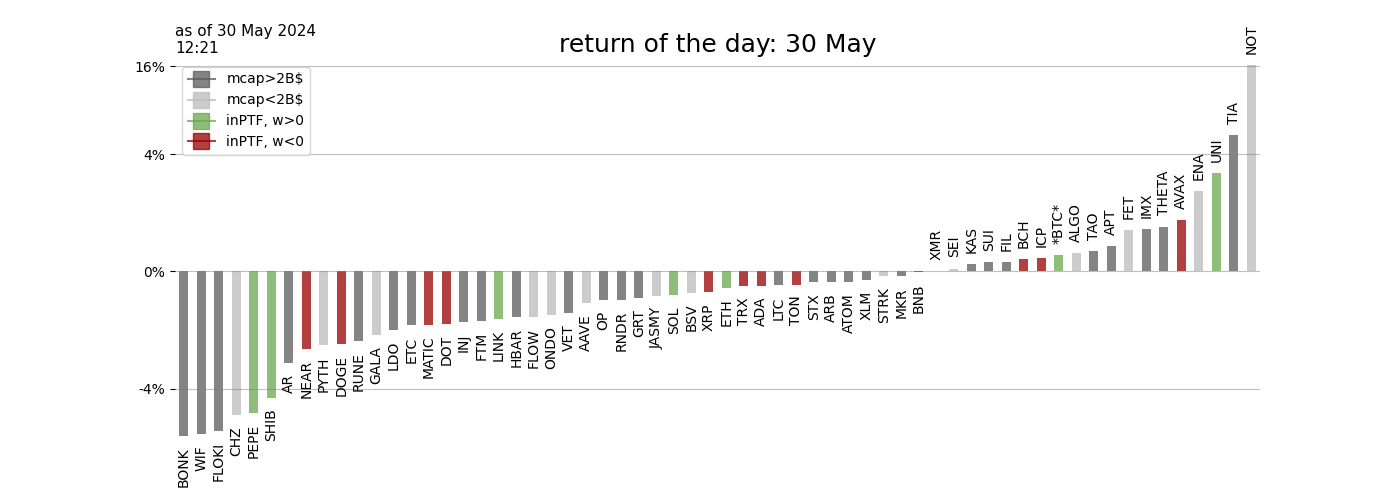 as of 30 May 2024
12:21
return of the day: 30 May
16%
4%
0%
-4%
mcap>2B$
mcap<2B$
inPTF, w>0
inPTF, w<0
BONK
WIF
FLOKI
CHZ
PEPE
SHIB
AR
NEAR
PYTH
DOGE
RUNE
GALA
LDO
ETC
MATIC
DOT
INJ
FTM
LINK
HBAR
FLOW
ONDO
VET
AAVE
OP
RNDR
GRT
JASMY
SOL
BSV
XRP
ETH
TRX
ADA
LTC
TON
STX
ARB
ATOM
XLM
STRK
MKR
BNB
XMR
SEI
KAS
SUI
FIL
BCH
ICP
*BTC*
ALGO
TAO
APT
FET
IMX
THETA
AVAX
ENA
UNI
TIA
NOT